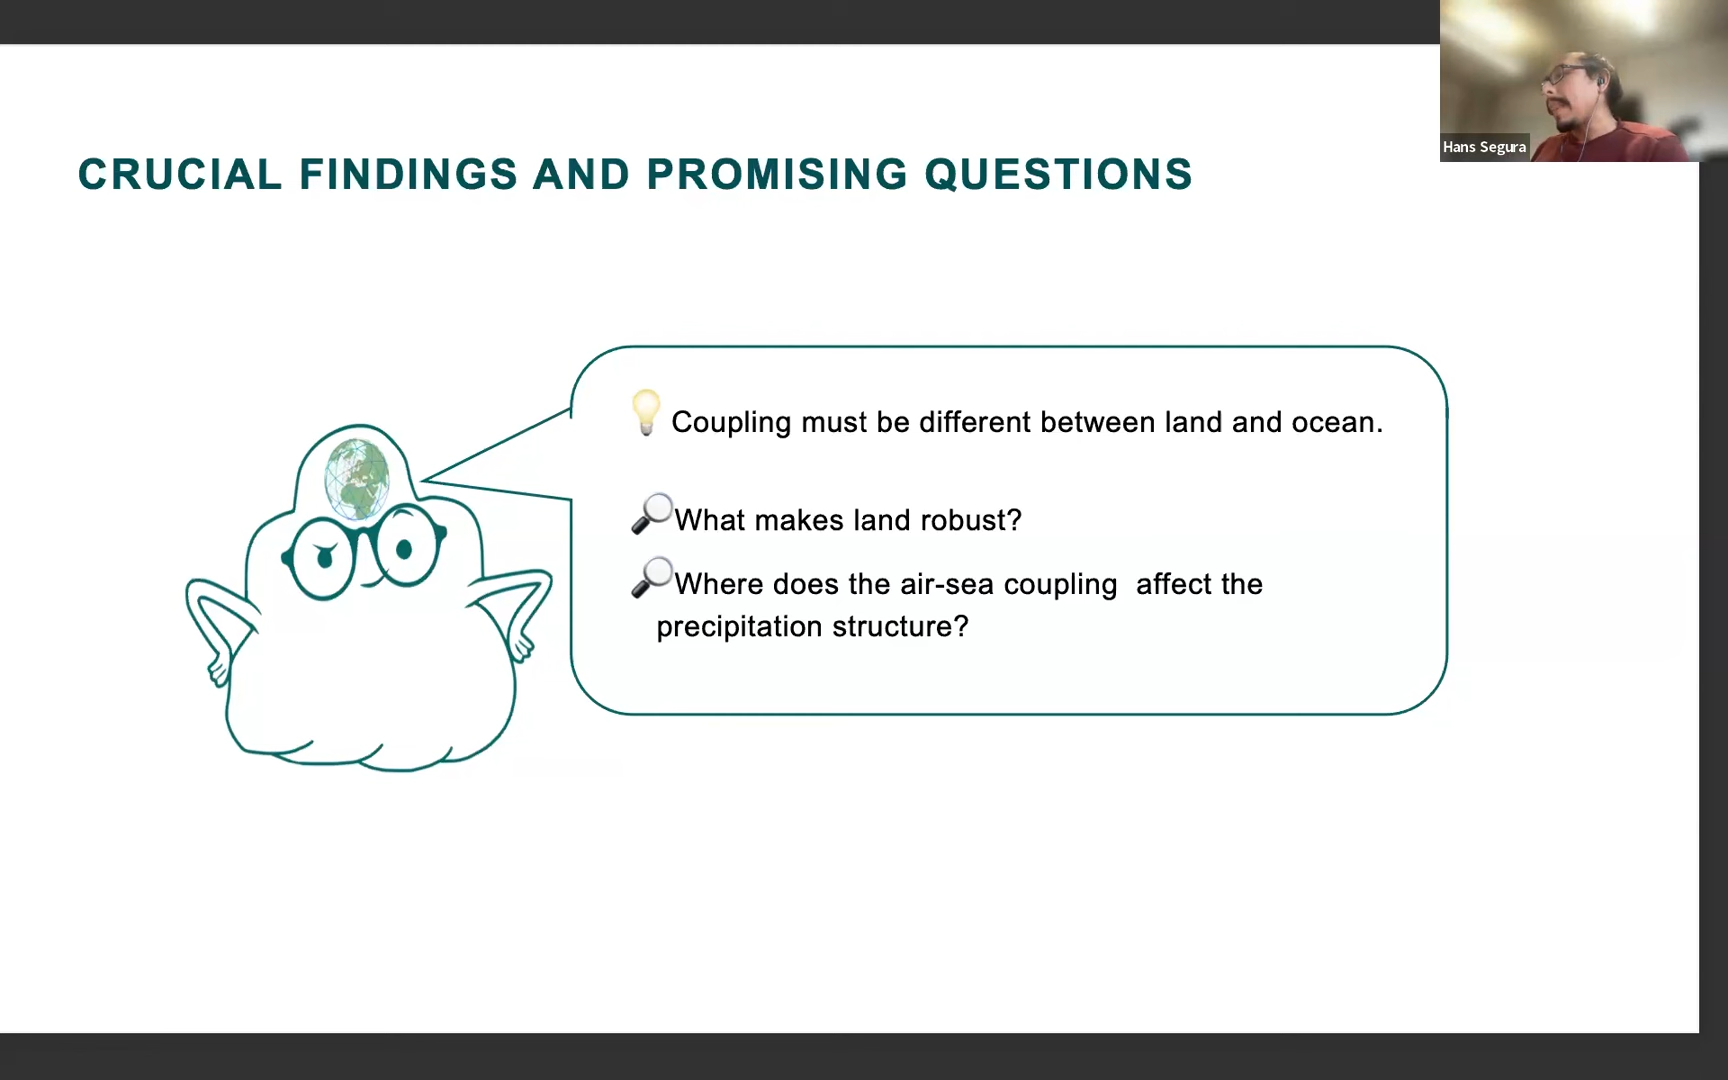 Hans Segura
CRUCIAL FINDINGS AND PROMISING QUESTIONS
Coupling must be different between land and ocean.
What makes land robust?
Where does the air-sea coupling  affect the
precipitation structure?